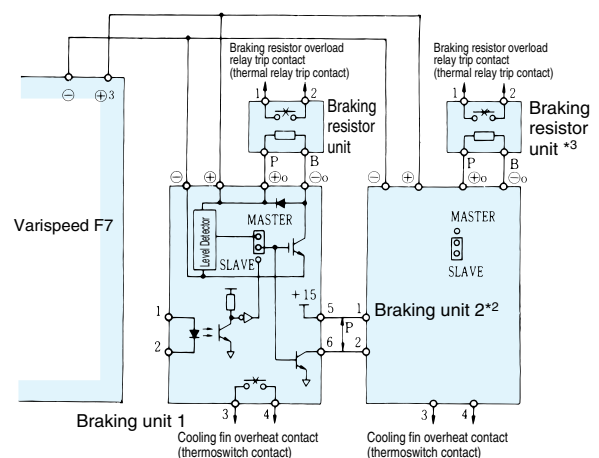 Braking resistor overload
relay trip contact
(thermal relay trip contact)
Braking resistor overload
relay trip contact
(thermal relay trip contact)
⊖ ⊕3
1 2
Braking
resistor
unit
P B
1 2
Braking
resistor
unit *3
P B
⊖ ⊕ ⊕o ⊖o
⊖ ⊕ ⊕o ⊖o
Varispeed F7
Level Detector
MASTER
SLAVE
MASTER
SLAVE
+15
1
2
5
P
6
1
2
Braking unit 2*2
Braking unit 1
3 4
3 4
Cooling fin overheat contact
(thermoswitch contact)
Cooling fin overheat contact
(thermoswitch contact)